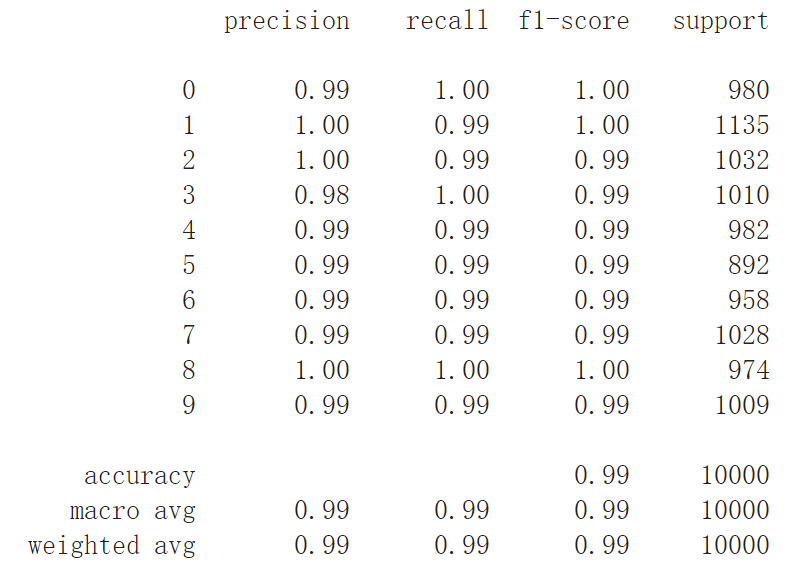 precision recall f1-score support
0 0.99 1.00 1.00 980
1 1.00 0.99 1.00 1135
2 1.00 0.99 0.99 1032
3 0.98 1.00 0.99 1010
4 0.99 0.99 0.99 982
5 0.99 0.99 0.99 892
6 0.99 0.99 0.99 958
7 0.99 0.99 0.99 1028
8 1.00 1.00 1.00 974
9 0.99 0.99 0.99 1009
accuracy 0.99 10000
macro avg 0.99 0.99 0.99 10000
weighted avg 0.99 0.99 0.99 10000